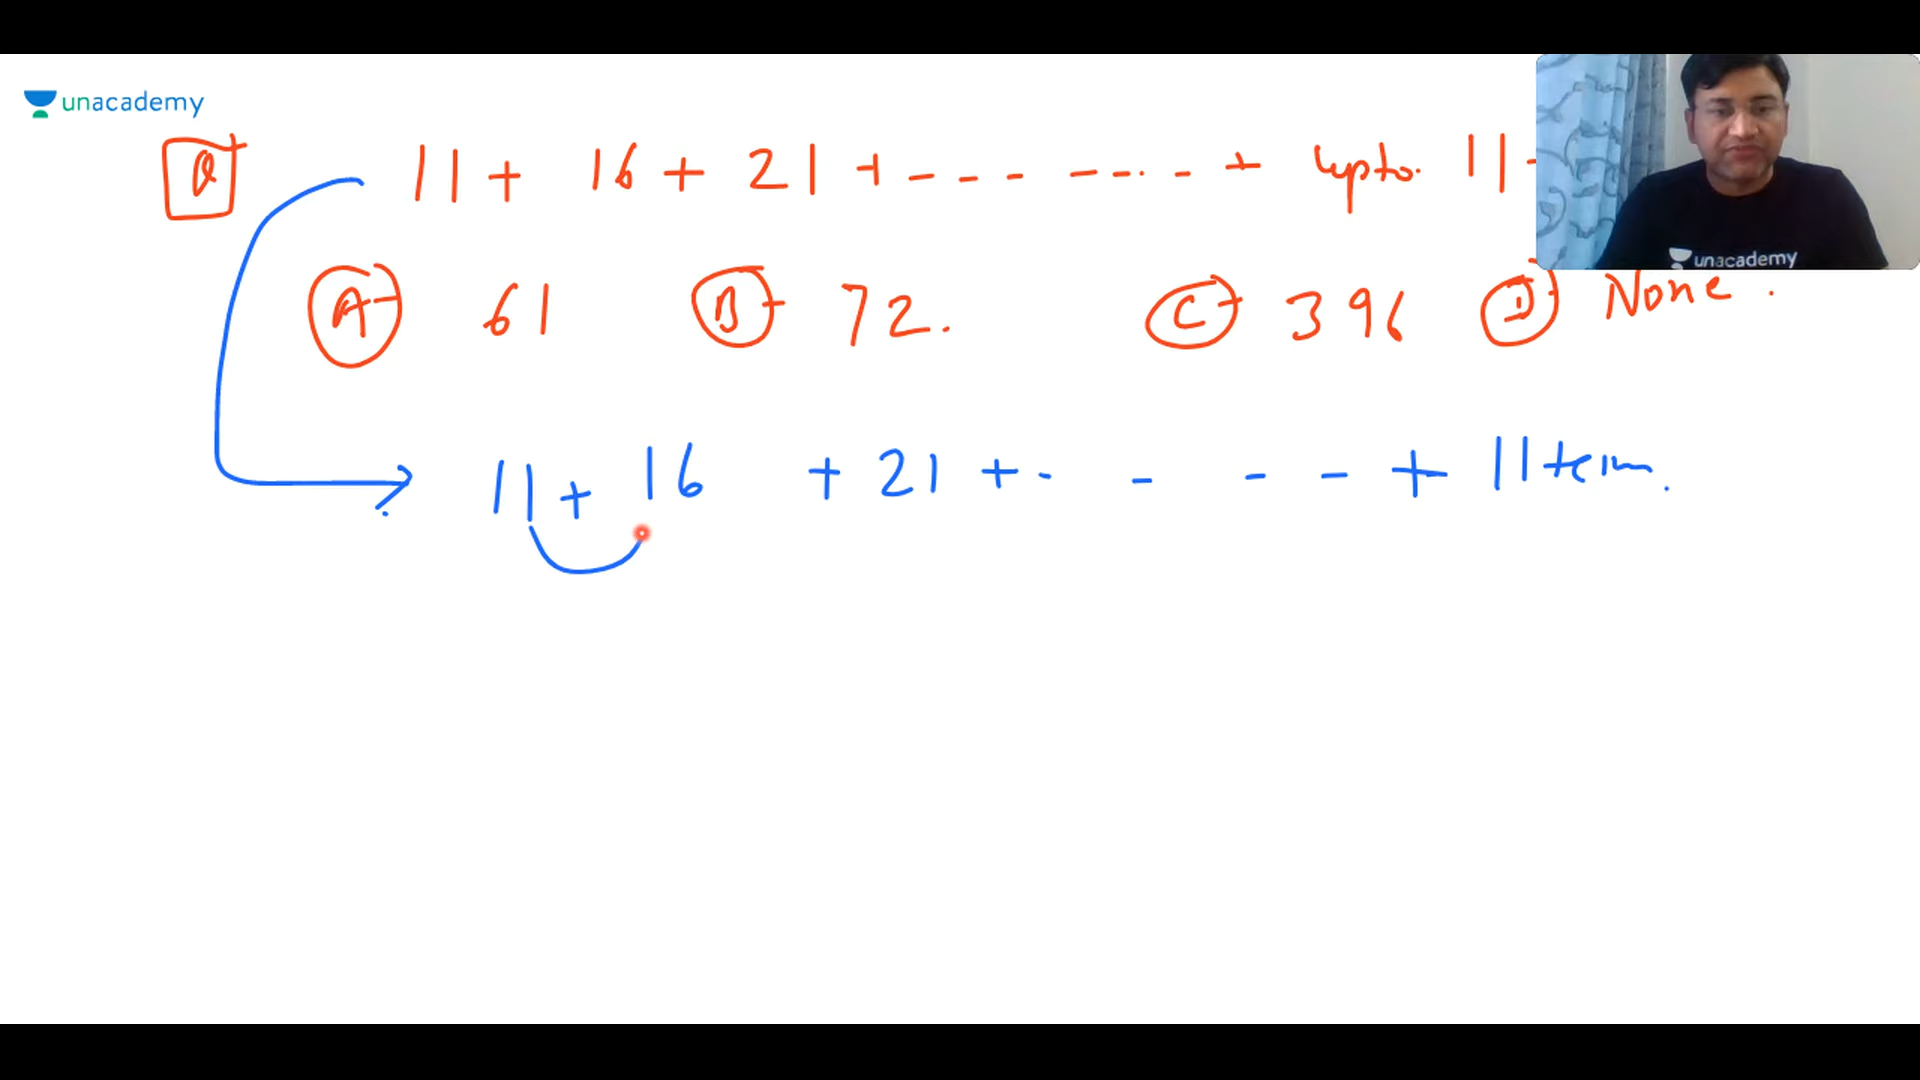 unacademy
Q 11 + 16 + 21 + - - - - - - - + upto. 11
A 61 B 72. C 396 D None.
11 + 16 + 21 + - - - - + 11 term.
unacademy